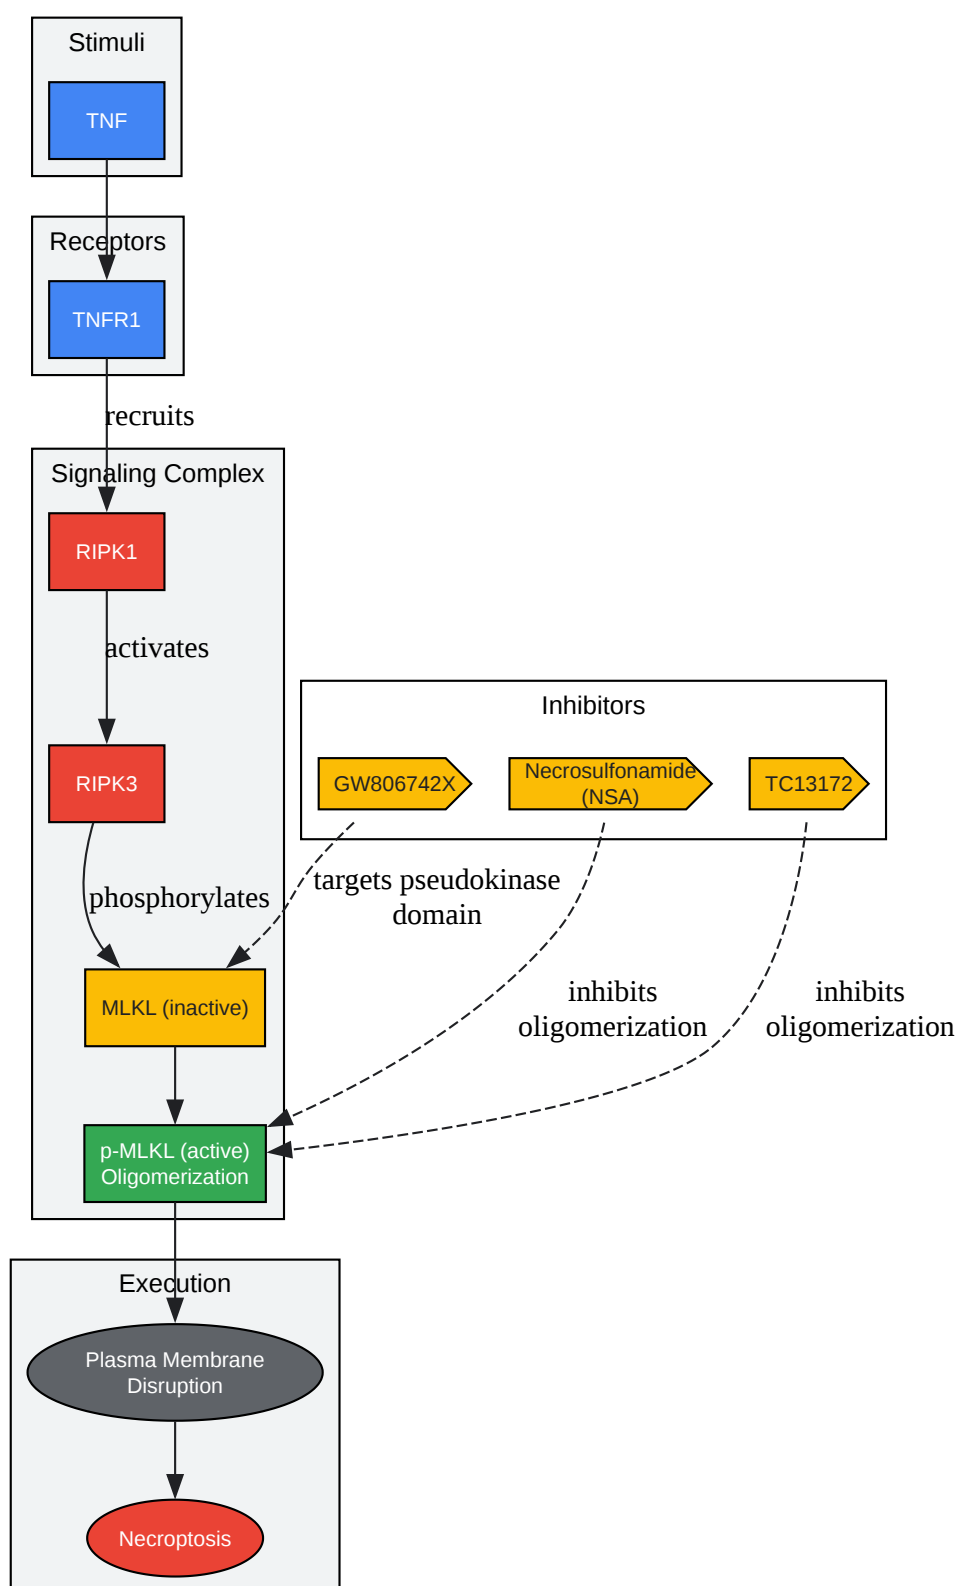 Stimuli
TNF
Receptors
TNFR1
recruits
Signaling Complex
RIPK1
activates
RIPK3
Inhibitors
GW806742X
Necrosulfonamide
(NSA)
TC13172
phosphorylates
targets pseudokinase
domain
inhibits
oligomerization
inhibits
oligomerization
MLKL (inactive)
p-MLKL (active)
Oligomerization
Execution
Plasma Membrane
Disruption
Necroptosis